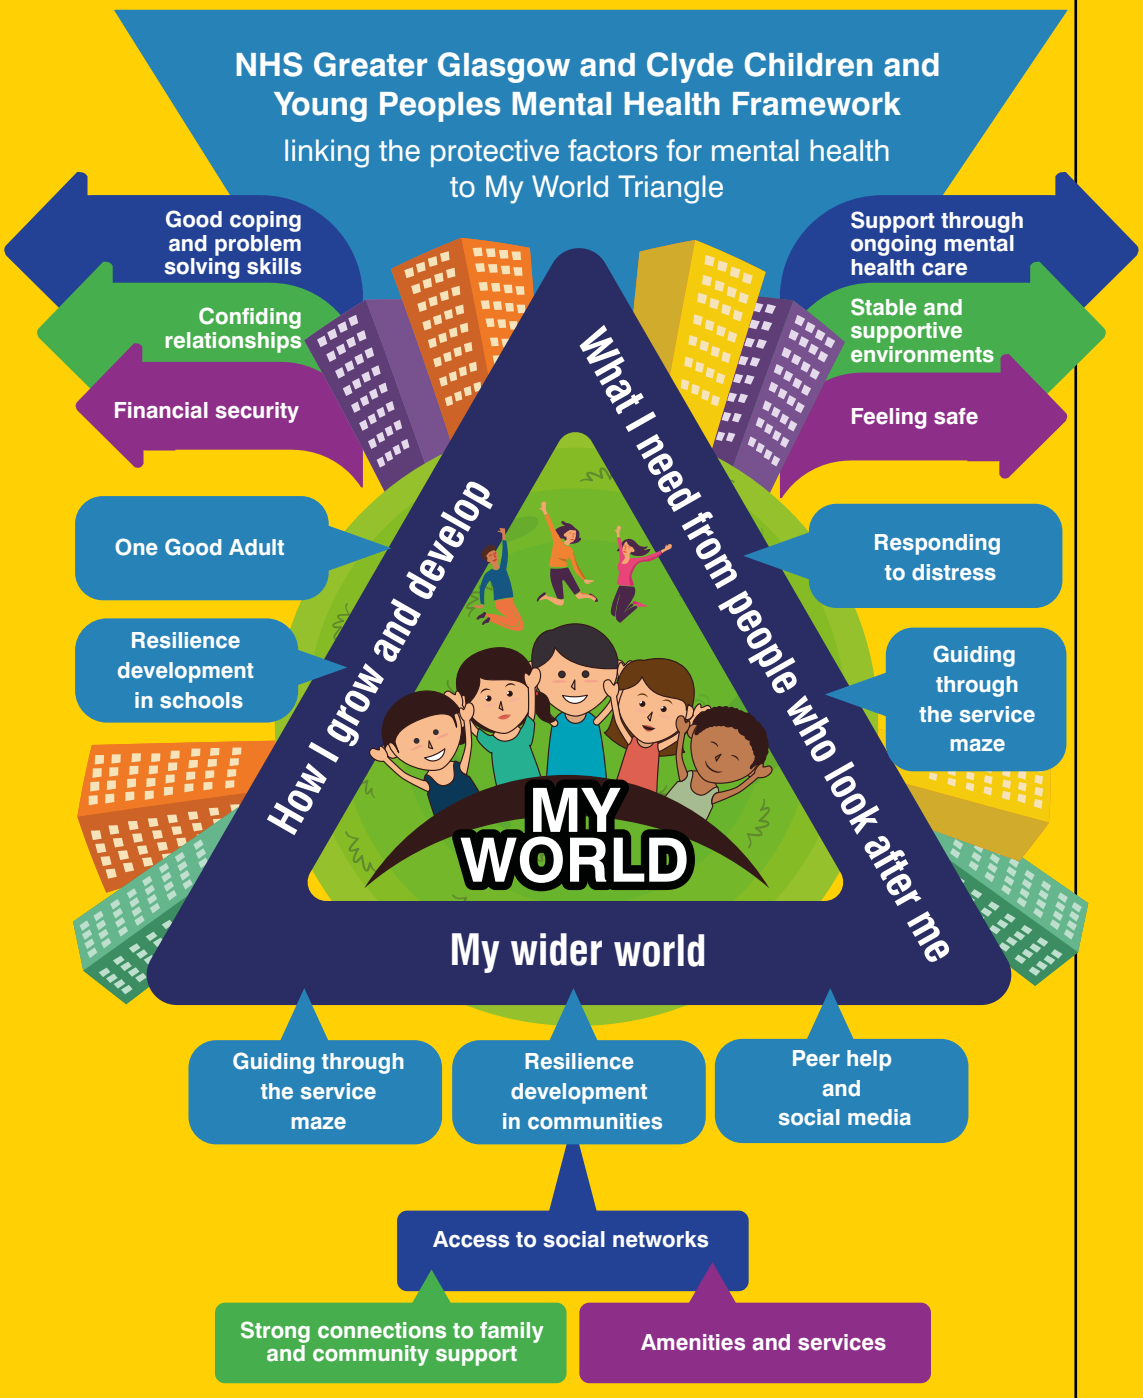 NHS Greater Glasgow and Clyde Children and
Young Peoples Mental Health Framework
linking the protective factors for mental health
to My World Triangle
Good coping
and problem
solving skills
Confiding
relationships
Financial security
Support through
ongoing mental
health care
Stable and
supportive
environments
Feeling safe
One Good Adult
Resilience
development
in schools
How I grow and develop
What I need from people who look after me
Responding
to distress
Guiding
through
the service
maze
MY
WORLD
My wider world
Guiding through
the service
maze
Resilience
development
in communities
Peer help
and
social media
Access to social networks
Strong connections to family
and community support
Amenities and services